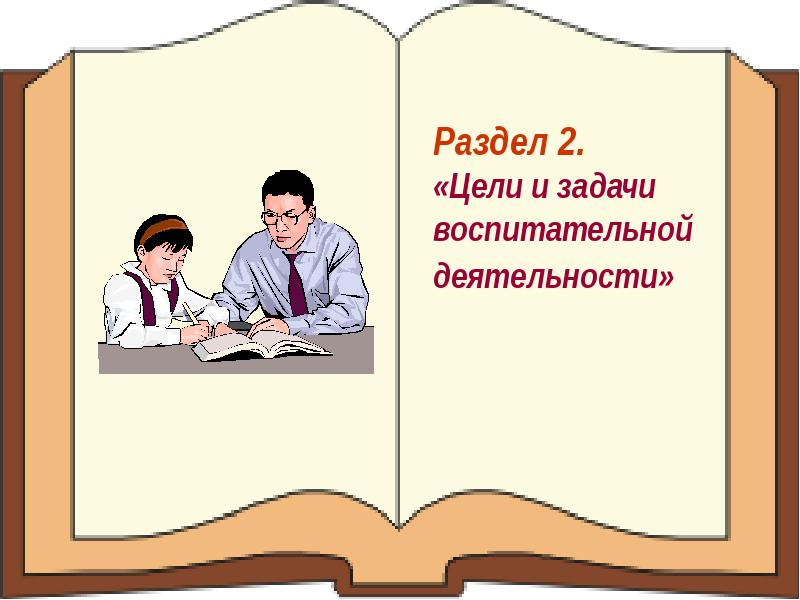 Раздел 2.
«Цели и задачи
воспитательной
деятельности»